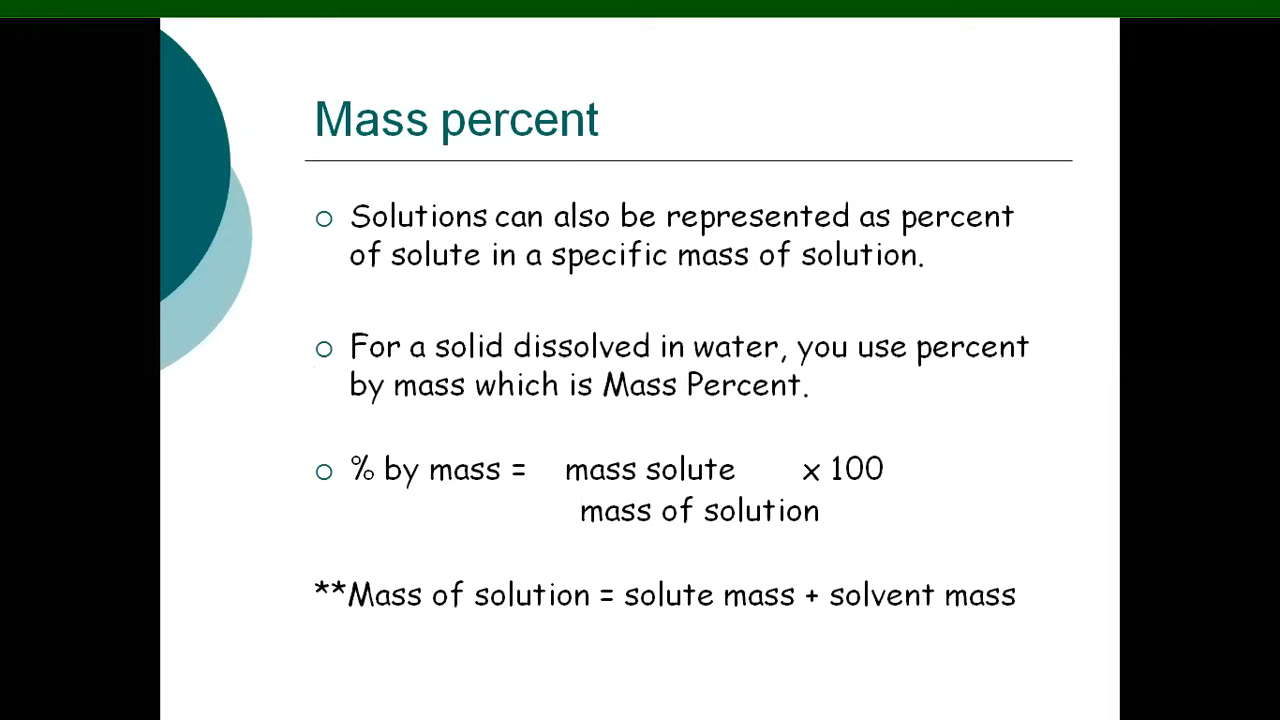 Mass percent
Solutions can also be represented as percent
of solute in a specific mass of solution.
For a solid dissolved in water, you use percent
by mass which is Mass Percent.
% by mass = mass solute x 100
mass of solution
**Mass of solution = solute mass + solvent mass